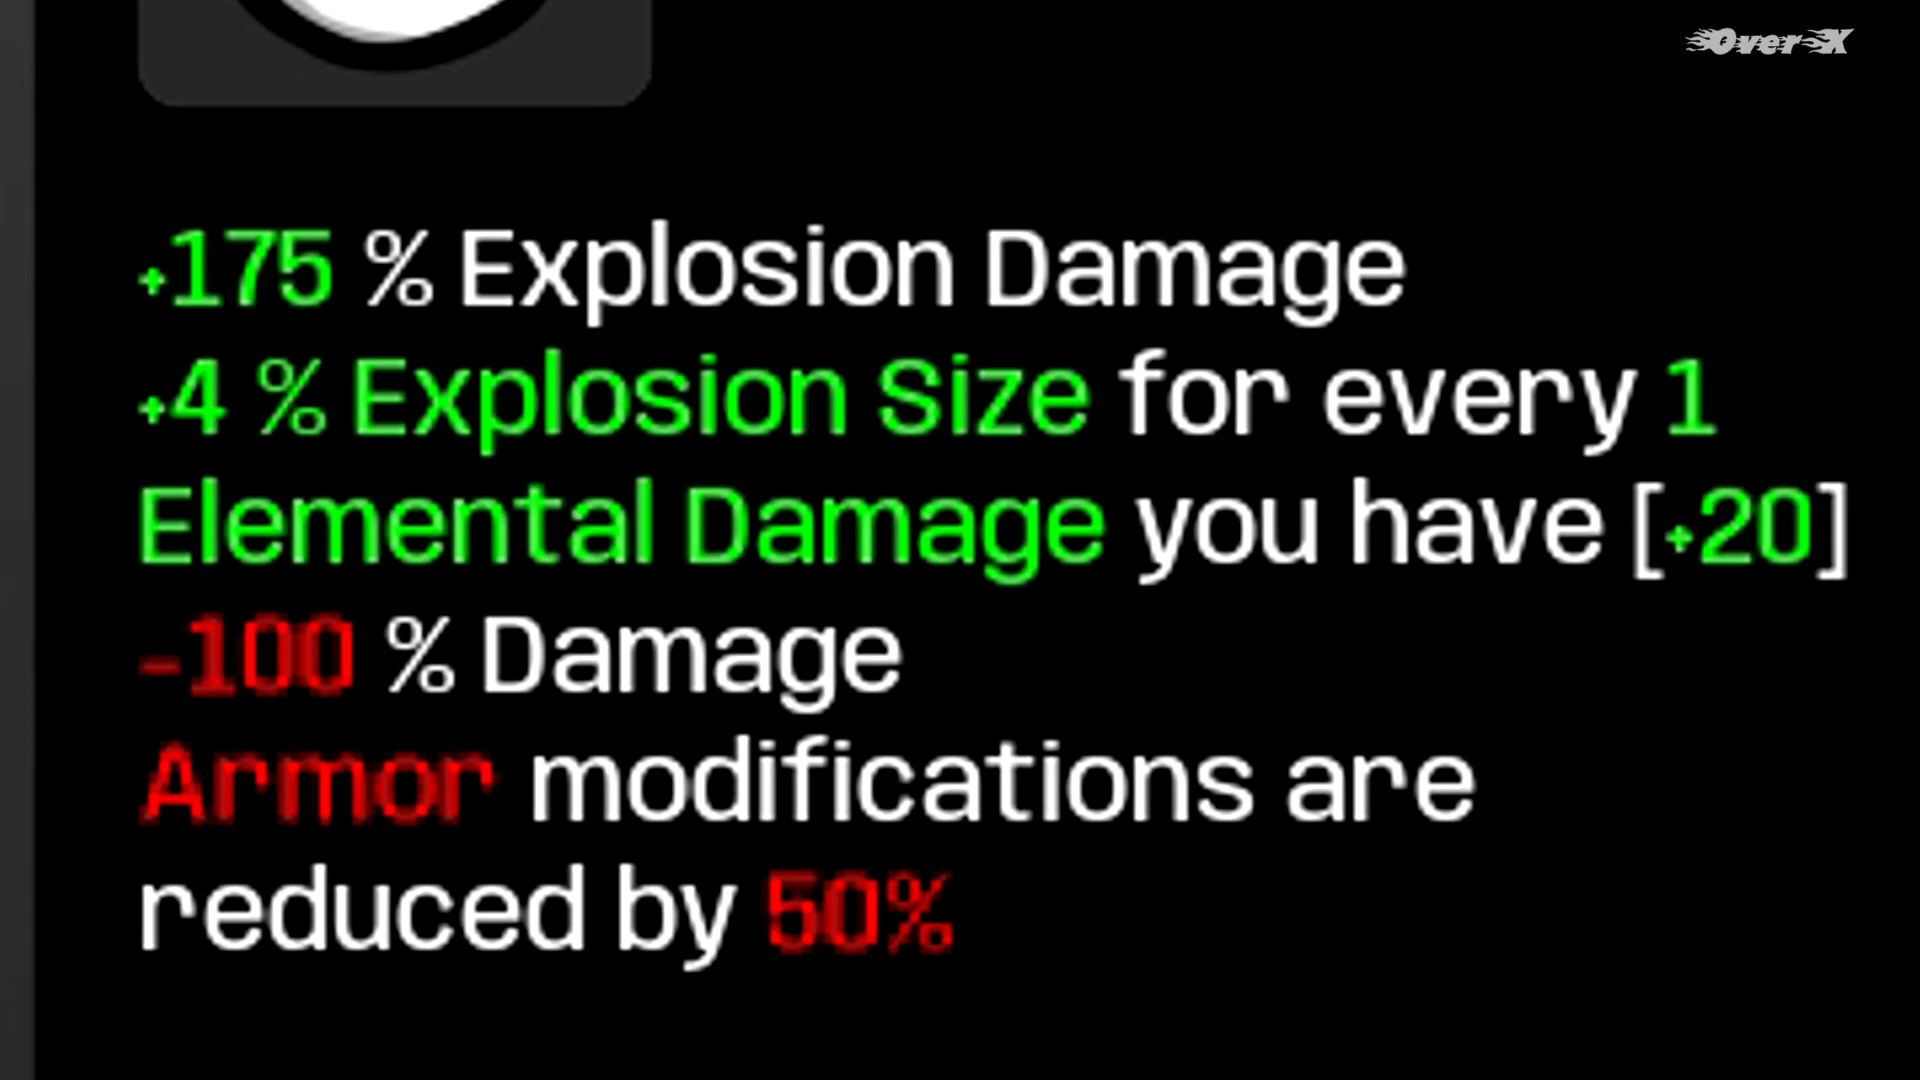 Over X
+175 % Explosion Damage
+4 % Explosion Size for every 1
Elemental Damage you have [+20]
-100 % Damage
Armor modifications are
reduced by 50%